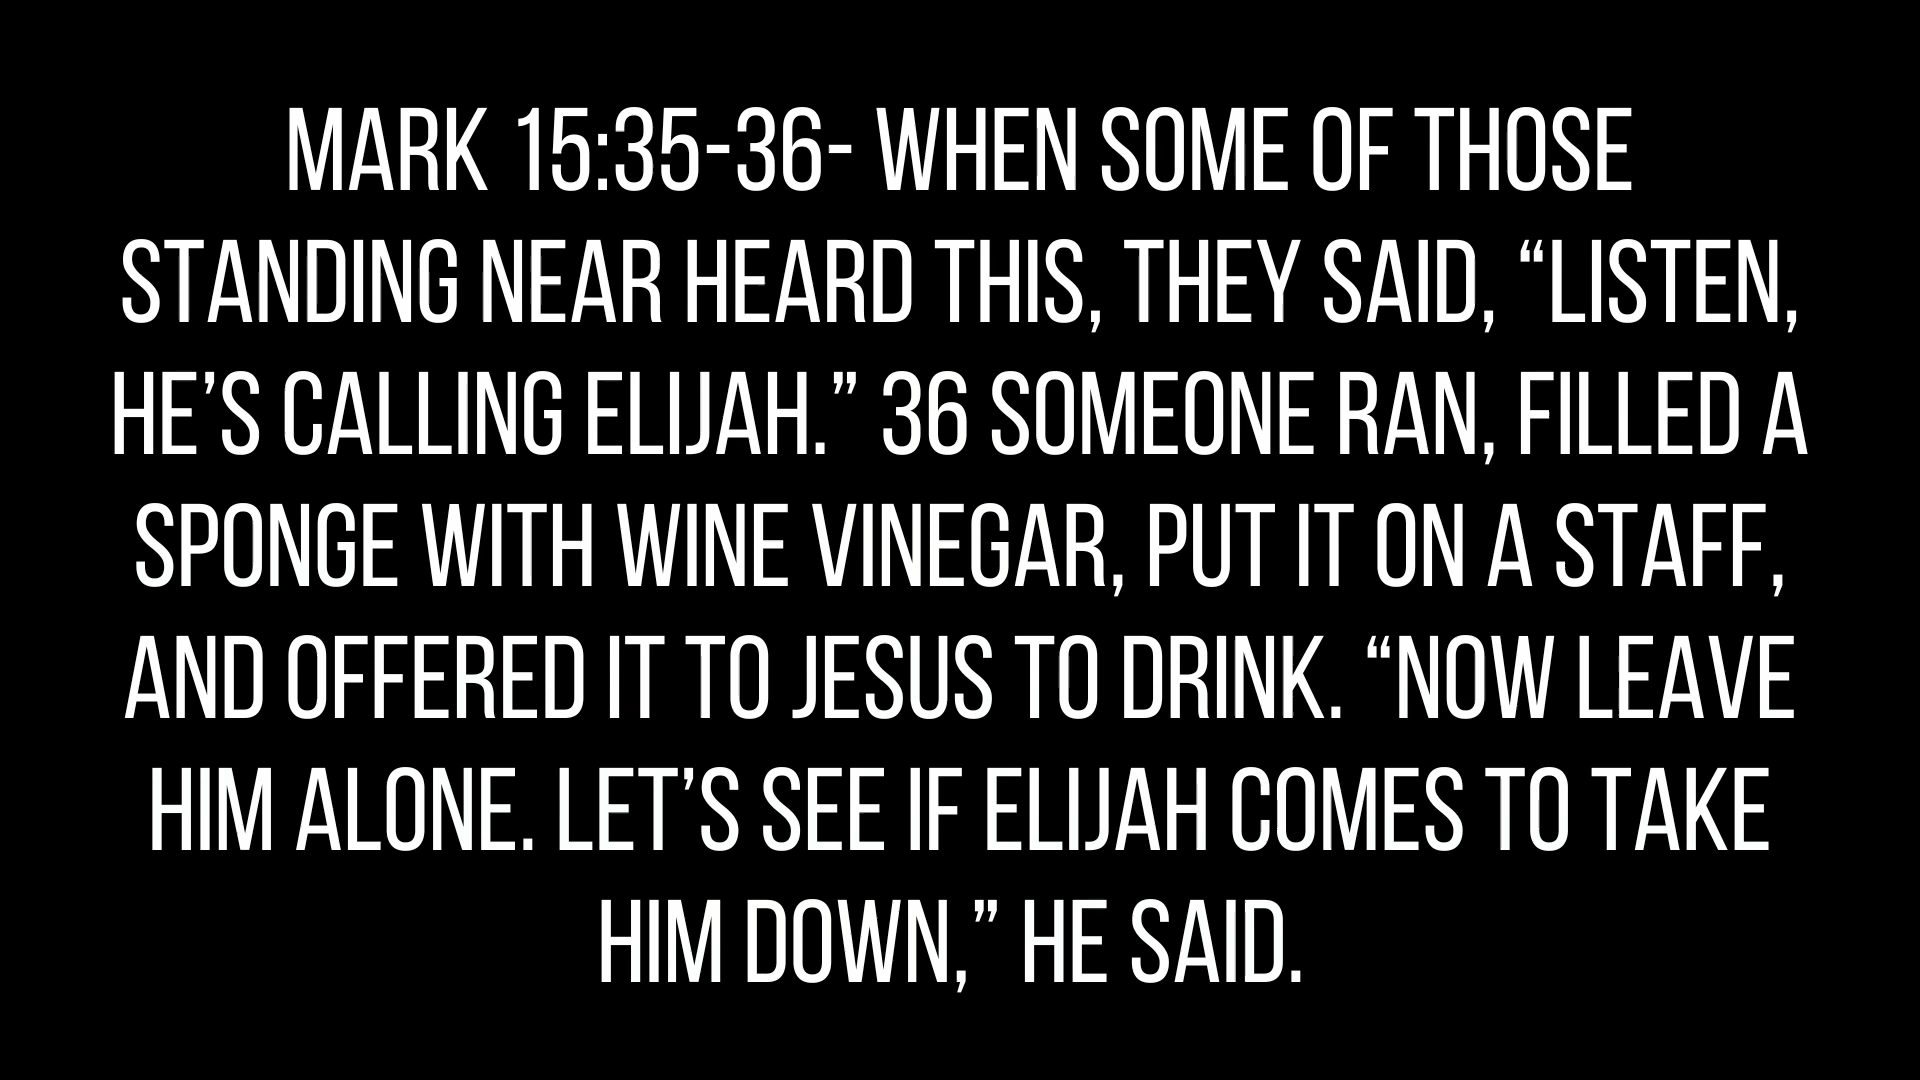 MARK 15:35-36- WHEN SOME OF THOSE
STANDING NEAR HEARD THIS, THEY SAID, “LISTEN,
HE’S CALLING ELIJAH.” 36 SOMEONE RAN, FILLED A
SPONGE WITH WINE VINEGAR, PUT IT ON A STAFF,
AND OFFERED IT TO JESUS TO DRINK. “NOW LEAVE
HIM ALONE. LET’S SEE IF ELIJAH COMES TO TAKE
HIM DOWN,” HE SAID.